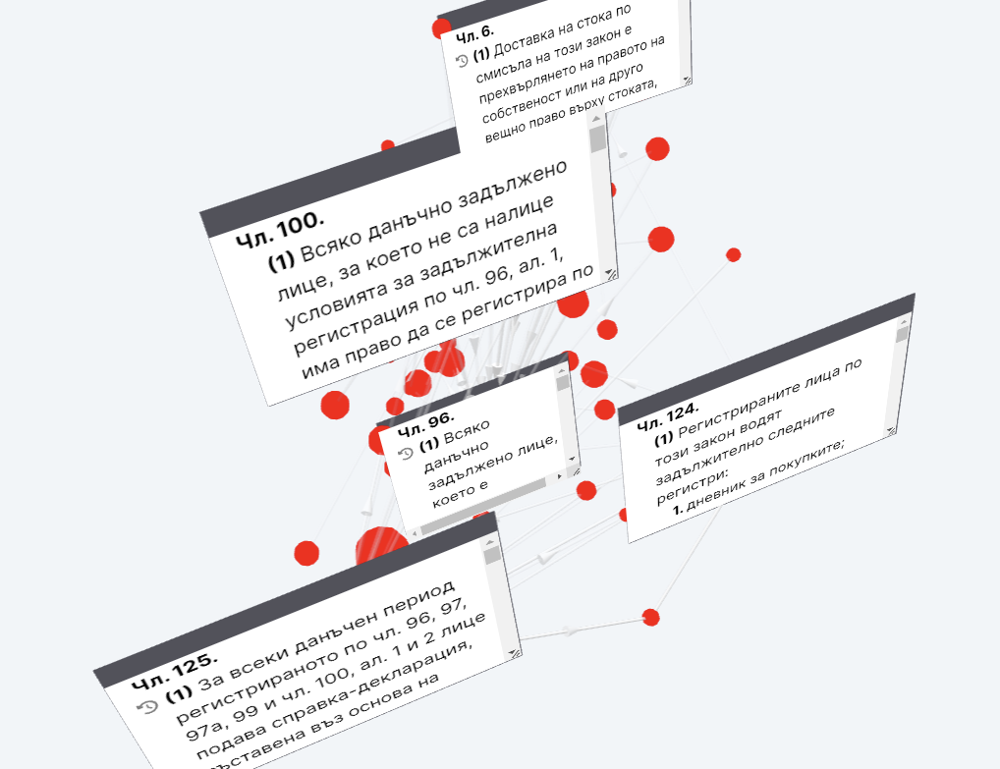 Чл. 6.
(1) Доставка на стока по
смисъла на този закон е
прехвърлянето на правото на
собственост или на друго
вещно право върху стоката,
Чл. 100.
(1) Всяко данъчно задължено
лице, за което не са налице
условията за задължителна
регистрация по чл. 96, ал. 1,
има право да се регистрира по
Чл. 96.
(1) Всяко
данъчно
задължено лице,
което е
Чл. 124.
(1) Регистрираните лица по
този закон водят
задължително следните
регистри:
1. дневник за покупките;
Чл. 125.
(1) За всеки данъчен период
регистрираното по чл. 96, 97,
97а, 99 и чл. 100, ал. 1 и 2 лице
подава справка-декларация,
съставена въз основа на